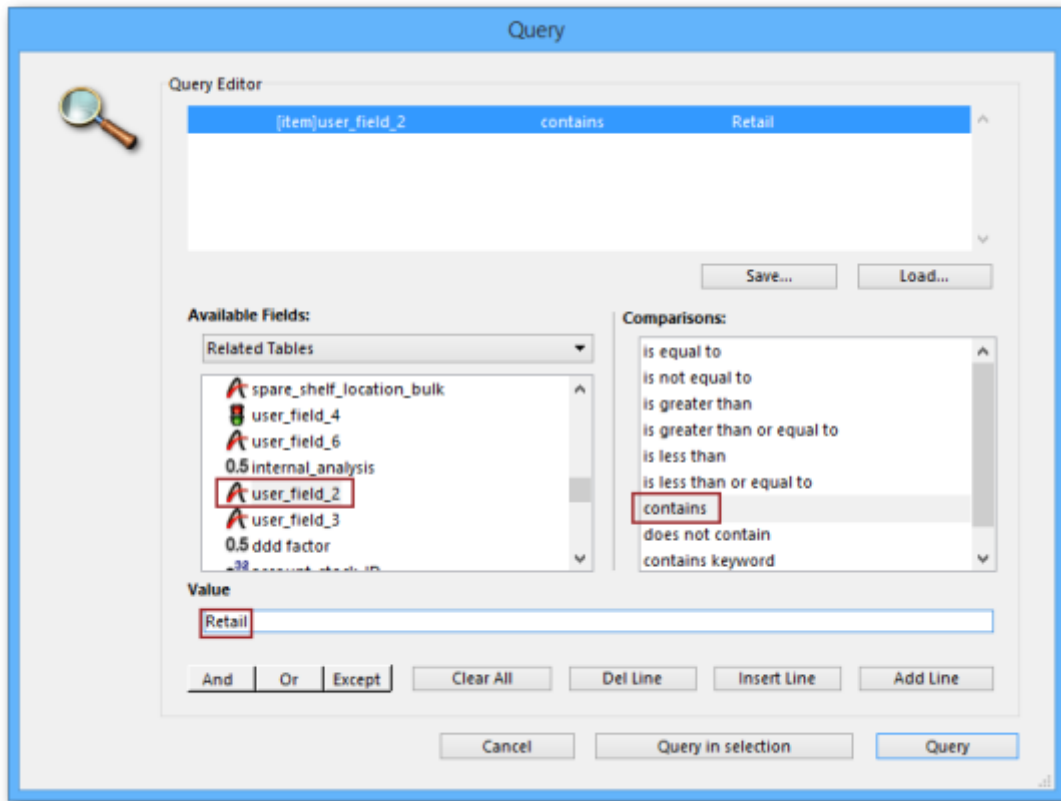 Query
Query Editor
[item]user_field_2 contains Retail
Save... Load...
Available Fields:
Related Tables
spare_shelf_location_bulk
user_field_4
user_field_6
0.5 internal_analysis
user_field_2
user_field_3
0.5 ddd factor
Comparisons:
is equal to
is not equal to
is greater than
is greater than or equal to
is less than
is less than or equal to
contains
does not contain
contains keyword
Value
Retail
And Or Except Clear All Del Line Insert Line Add Line
Cancel Query in selection Query